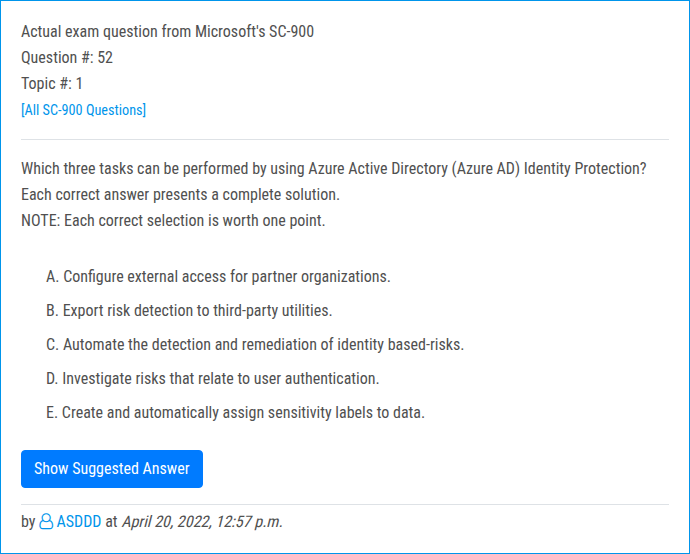 Actual exam question from Microsoft's SC-900
Question #: 52
Topic #: 1
[All SC-900 Questions]
Which three tasks can be performed by using Azure Active Directory (Azure AD) Identity Protection?
Each correct answer presents a complete solution.
NOTE: Each correct selection is worth one point.
A. Configure external access for partner organizations.
B. Export risk detection to third-party utilities.
C. Automate the detection and remediation of identity based-risks.
D. Investigate risks that relate to user authentication.
E. Create and automatically assign sensitivity labels to data.
Show Suggested Answer
by ASDDD at April 20, 2022, 12:57 p.m.